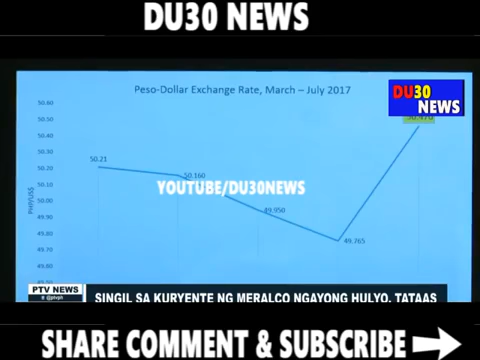 DU30 NEWS
Peso-Dollar Exchange Rate, March – July 2017
DU30
NEWS
50.60
50.50
50.40
50.30
50.20
50.10
50.00
49.90
49.80
49.70
49.60
PHP/US$
50.21
50.160
49.950
49.765
50.470
YOUTUBE/DU30NEWS
PTV NEWS
@ptvph
SINGIL SA KURYENTE NG MERALCO NGAYONG HULYO, TATAAS
SHARE COMMENT & SUBSCRIBE